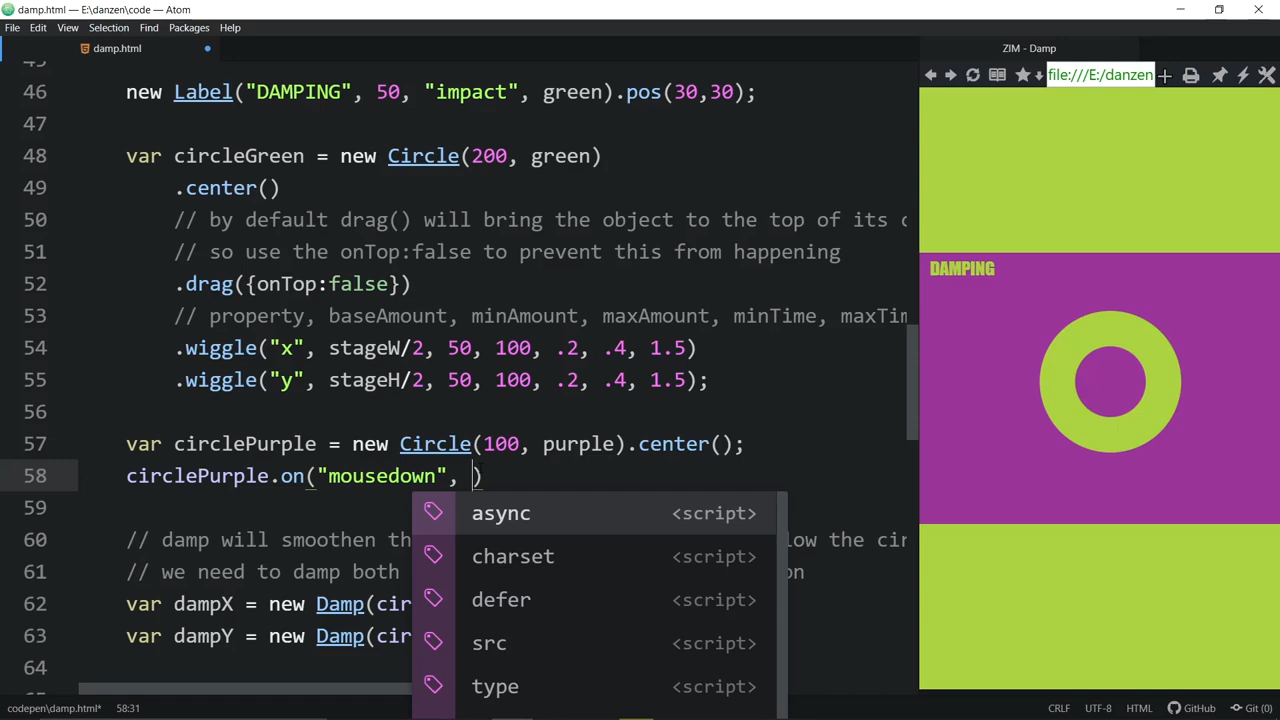 damp.html — E:\danzen\code — Atom
File Edit View Selection Find Packages Help
damp.html
ZIM - Damp
file:///E:/danzen
45
46 new Label("DAMPING", 50, "impact", green).pos(30,30);
47
48 var circleGreen = new Circle(200, green)
49 .center()
50 // by default drag() will bring the object to the top of its c
51 // so use the onTop:false to prevent this from happening
52 .drag({onTop:false})
53 // property, baseAmount, minAmount, maxAmount, minTime, maxTim
54 .wiggle("x", stageW/2, 50, 100, .2, .4, 1.5)
55 .wiggle("y", stageH/2, 50, 100, .2, .4, 1.5);
56
57 var circlePurple = new Circle(100, purple).center();
58 circlePurple.on("mousedown", )
59
60 // damp will smoothen th low the cir
61 // we need to damp both on
62 var dampX = new Damp(cir
63 var dampY = new Damp(cir
64
async <script>
charset <script>
defer <script>
src <script>
type <script>
DAMPING
codepen\damp.html* 58:31 CRLF UTF-8 HTML GitHub Git (0)